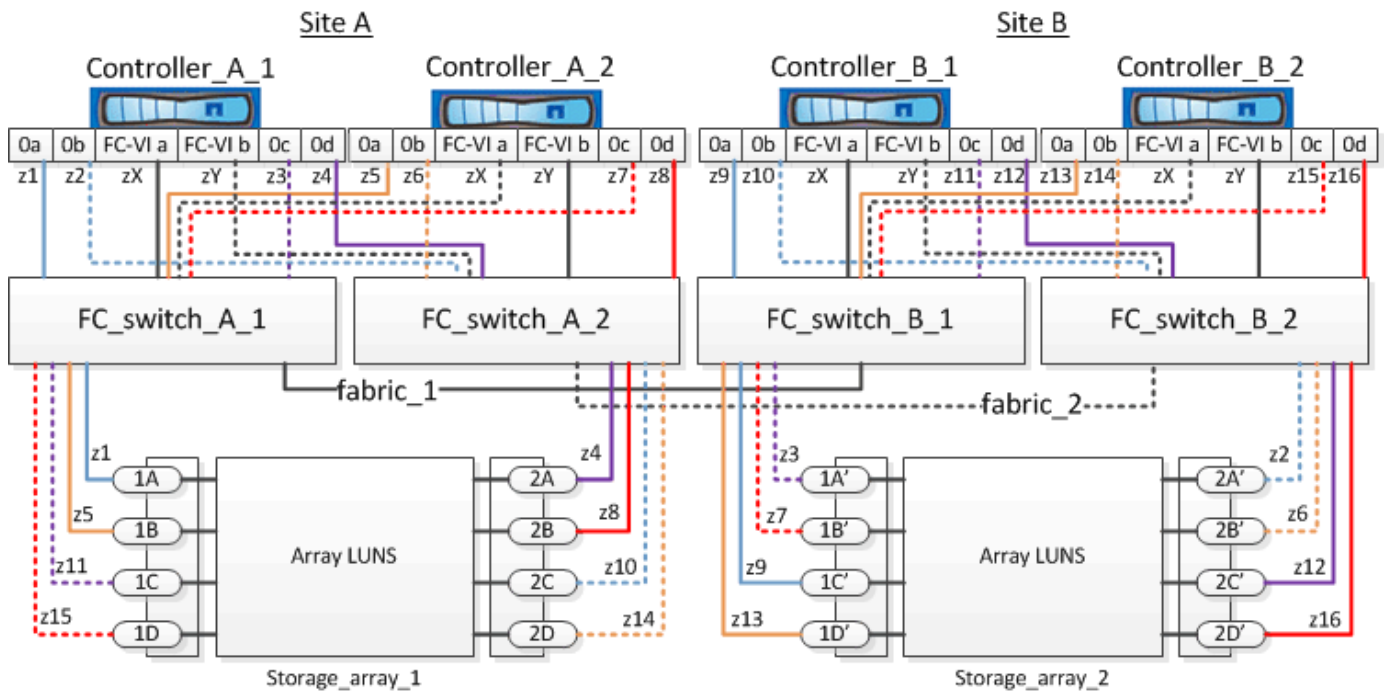 Site A Site B
Controller_A_1 Controller_A_2 Controller_B_1 Controller_B_2
0a 0b FC-VI a FC-VI b 0c 0d 0a 0b FC-VI a FC-VI b 0c 0d 0a 0b FC-VI a FC-VI b 0c 0d 0a 0b FC-VI a FC-VI b 0c 0d
z1 z2 zX zY z3 z4 z5 z6 zX zY z7 z8 z9 z10 zX zY z11 z12 z13 z14 zX zY z15 z16
FC_switch_A_1 FC_switch_A_2 FC_switch_B_1 FC_switch_B_2
fabric_1 fabric_2
z1 z4 z3 z2
1A 2A 1A' 2A'
z5 z8 z7 z6
1B 2B 1B' 2B'
Array LUNS Array LUNS
z11 z10 z9 z12
1C 2C 1C' 2C'
z15 z14 z13 z16
1D 2D 1D' 2D'
Storage_array_1 Storage_array_2